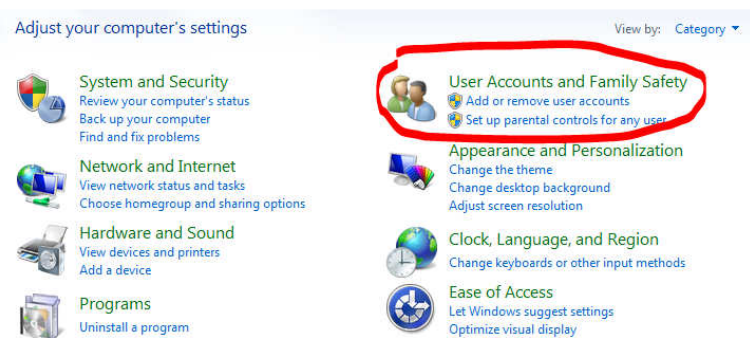 Adjust your computer's settings
View by: Category
System and Security
Review your computer's status
Back up your computer
Find and fix problems
Network and Internet
View network status and tasks
Choose homegroup and sharing options
Hardware and Sound
View devices and printers
Add a device
Programs
Uninstall a program
User Accounts and Family Safety
Add or remove user accounts
Set up parental controls for any user
Appearance and Personalization
Change the theme
Change desktop background
Adjust screen resolution
Clock, Language, and Region
Change keyboards or other input methods
Ease of Access
Let Windows suggest settings
Optimize visual display